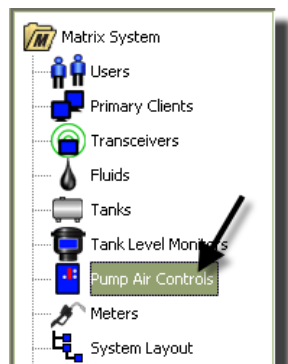 Matrix System
Users
Primary Clients
Transceivers
Fluids
Tanks
Tank Level Monitors
Pump Air Controls
Meters
System Layout